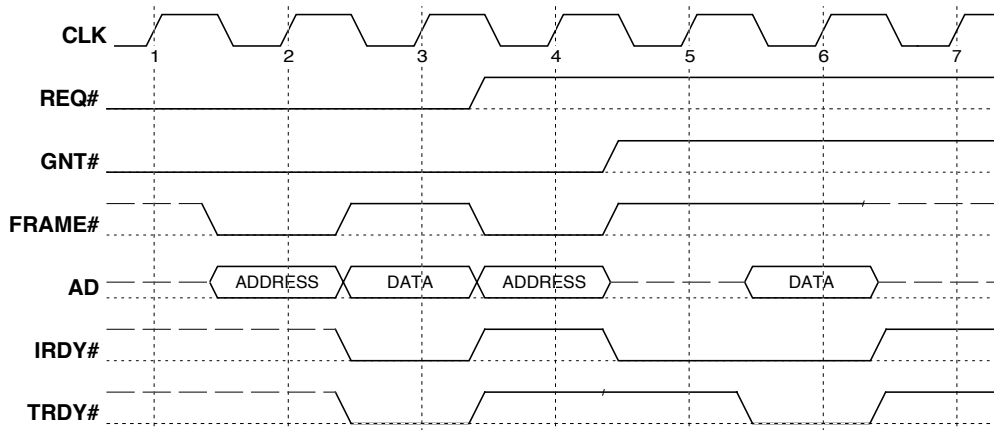 CLK
1 2 3 4 5 6 7
REQ#
GNT#
FRAME#
AD ADDRESS DATA ADDRESS DATA
IRDY#
TRDY#